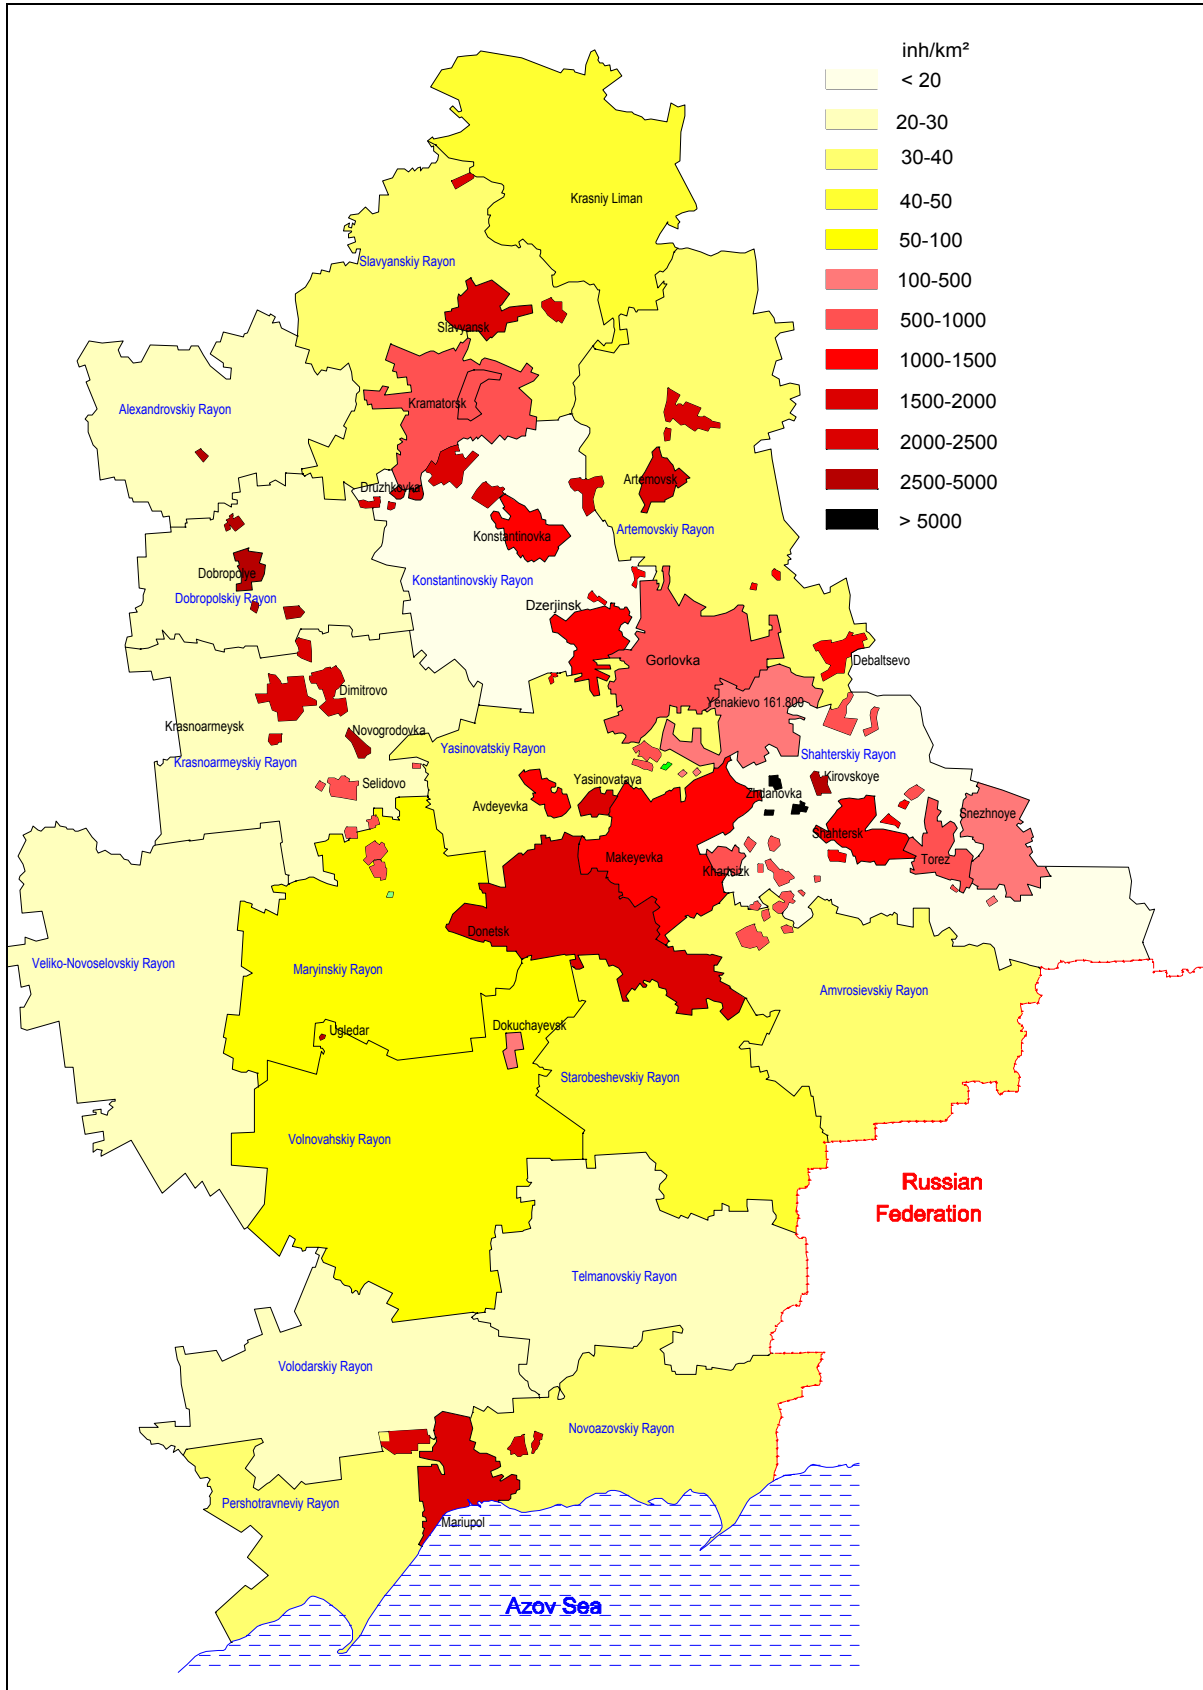 inh/km²
< 20
20-30
30-40
40-50
50-100
100-500
500-1000
1000-1500
1500-2000
2000-2500
2500-5000
> 5000
Krasniy Liman
Slavyanskiy Rayon
Slavyansk
Alexandrovskiy Rayon
Kramatorsk
Druzhkovka
Artemovsk
Konstantinovka
Artemovskiy Rayon
Dobropolye
Konstantinovskiy Rayon
Dobropolskiy Rayon
Dzerjinsk
Gorlovka
Debaltsevo
Dimitrovo
Yenakievo 161.800
Krasnoarmeysk
Novogrodovka
Yasinovatskiy Rayon
Shahterskiy Rayon
Krasnoarmeyskiy Rayon
Selidovo
Yasinovataya
Kirovskoye
Zhdanovka
Avdeyevka
Snezhnoye
Shahtersk
Makeyevka
Torez
Khartsizk
Donetsk
Veliko-Novoselovskiy Rayon
Maryinskiy Rayon
Amvrosievskiy Rayon
Ugledar
Dokuchayevsk
Starobeshevskiy Rayon
Volnovahskiy Rayon
Russian
Federation
Telmanovskiy Rayon
Volodarskiy Rayon
Novoazovskiy Rayon
Pershotravneviy Rayon
Mariupol
Azov Sea